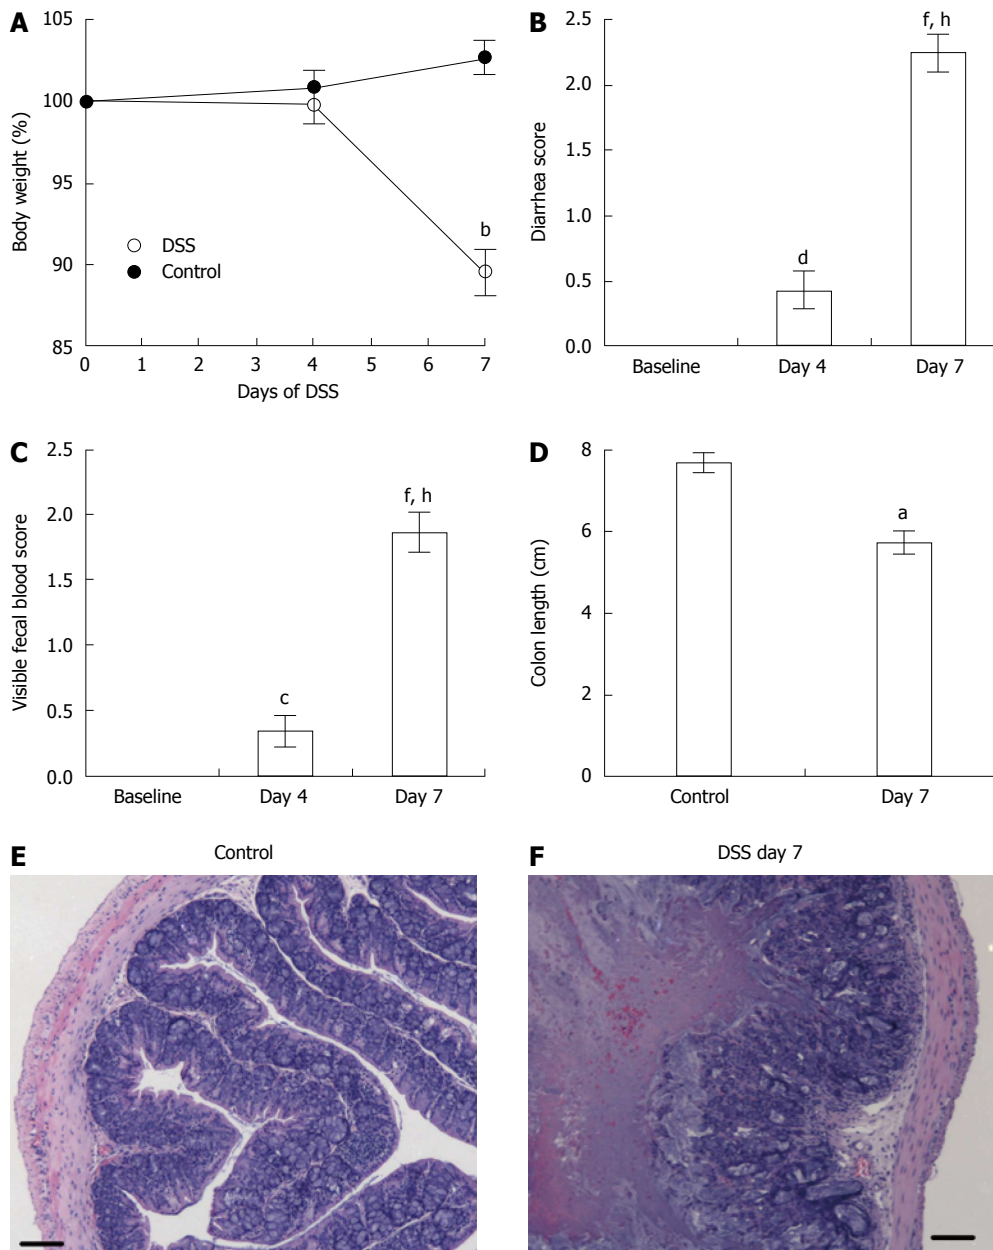 A
105
100
95
90
85
Body weight (%)
b
DSS
Control
0 1 2 3 4 5 6 7
Days of DSS
B
2.5
2.0
1.5
1.0
0.5
0.0
Diarrhea score
d
f, h
Baseline Day 4 Day 7
C
2.5
2.0
1.5
1.0
0.5
0.0
Visible fecal blood score
c
f, h
Baseline Day 4 Day 7
D
8
6
4
2
0
Colon length (cm)
a
Control Day 7
E
Control
F
DSS day 7